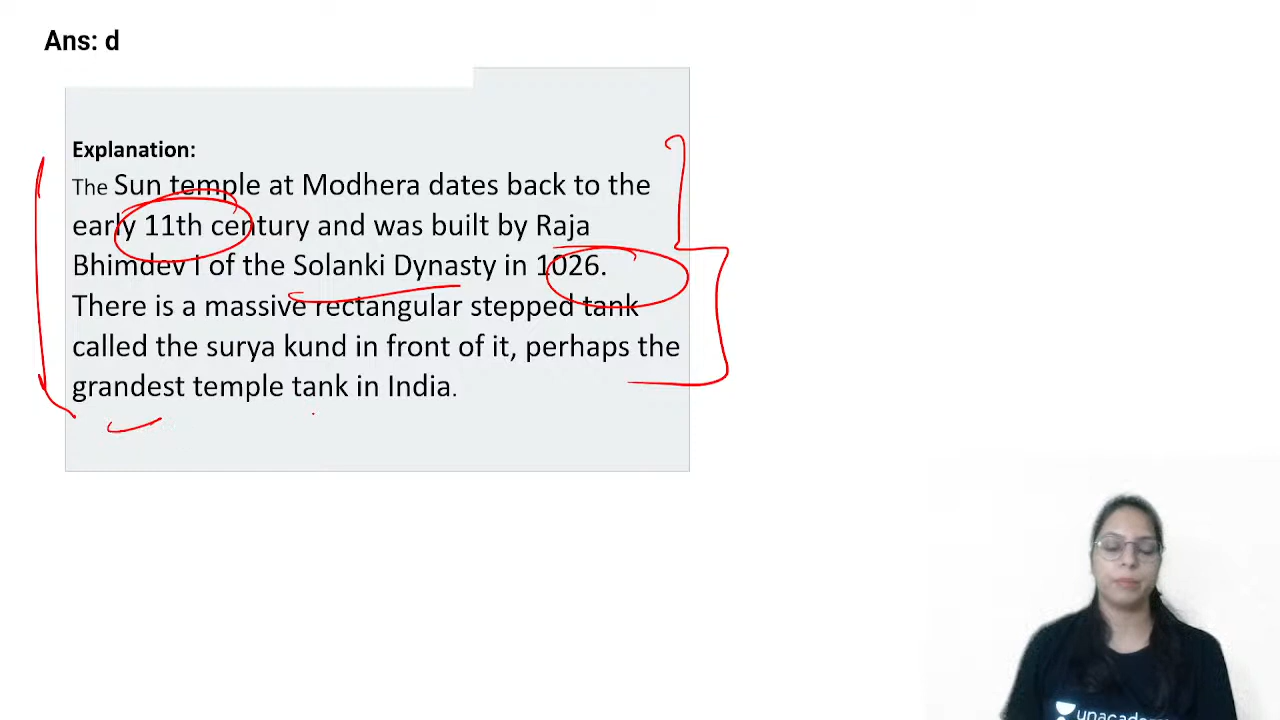 Ans: d
Explanation:
The Sun temple at Modhera dates back to the
early 11th century and was built by Raja
Bhimdev I of the Solanki Dynasty in 1026.
There is a massive rectangular stepped tank
called the surya kund in front of it, perhaps the
grandest temple tank in India.